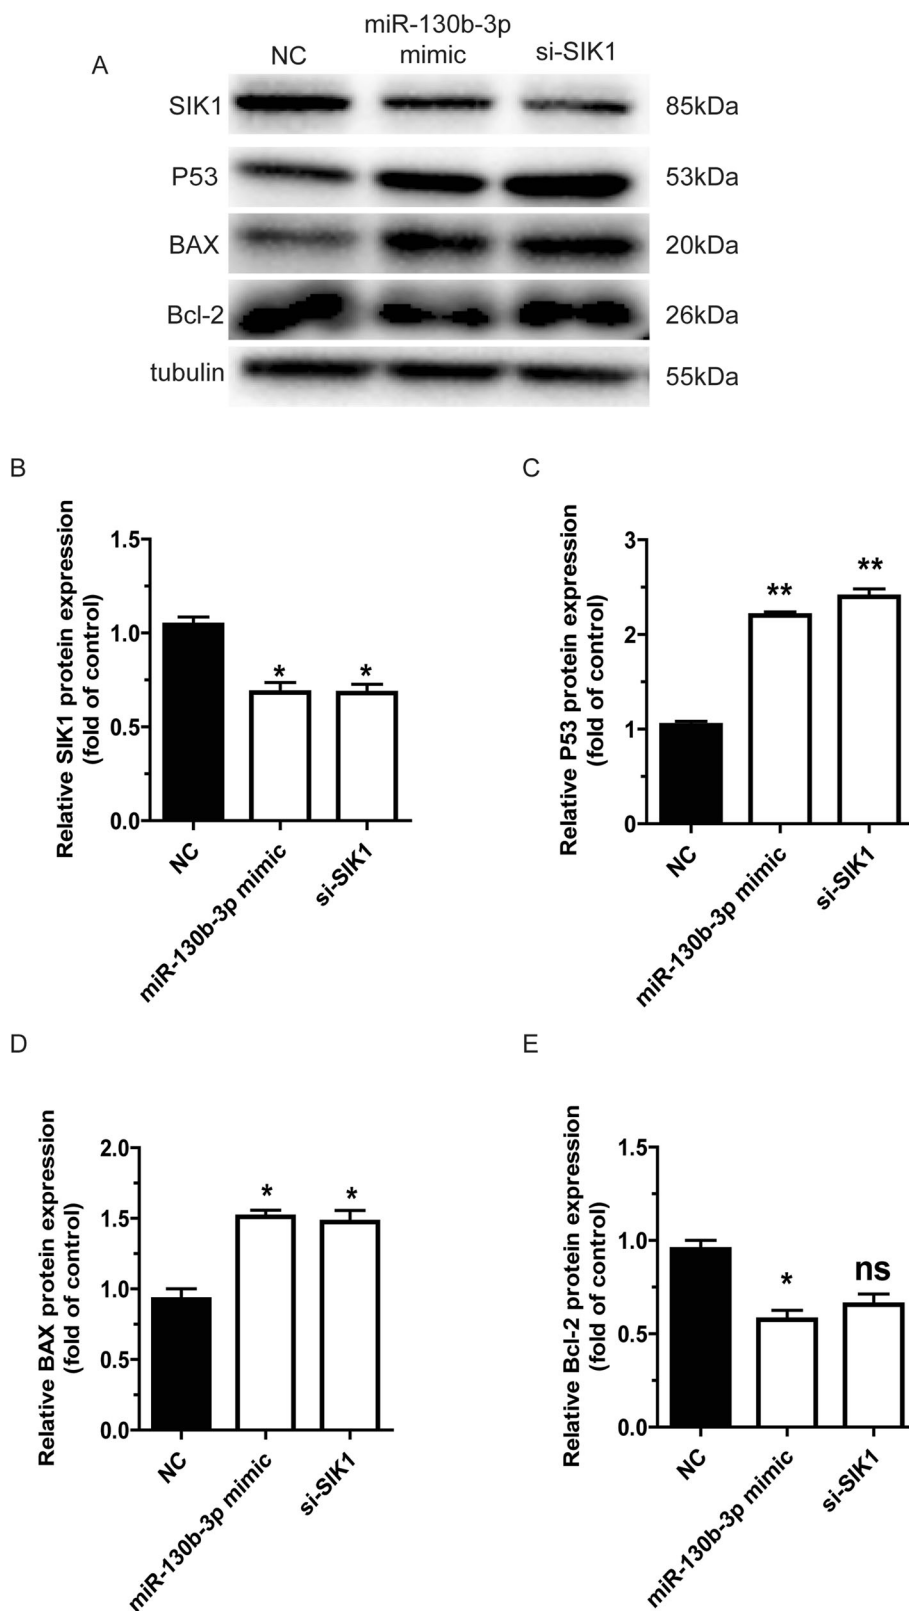 A
NC
miR-130b-3p
mimic
si-SIK1
SIK1
85kDa
P53
53kDa
BAX
20kDa
Bcl-2
26kDa
tubulin
55kDa
B
Relative SIK1 protein expression
(fold of control)
1.5
1.0
0.5
0.0
*
*
NC
miR-130b-3p mimic
si-SIK1
C
Relative P53 protein expression
(fold of control)
3
2
1
0
**
**
NC
miR-130b-3p mimic
si-SIK1
D
Relative BAX protein expression
(fold of control)
2.0
1.5
1.0
0.5
0.0
*
*
NC
miR-130b-3p mimic
si-SIK1
E
Relative Bcl-2 protein expression
(fold of control)
1.5
1.0
0.5
0.0
*
ns
NC
miR-130b-3p mimic
si-SIK1